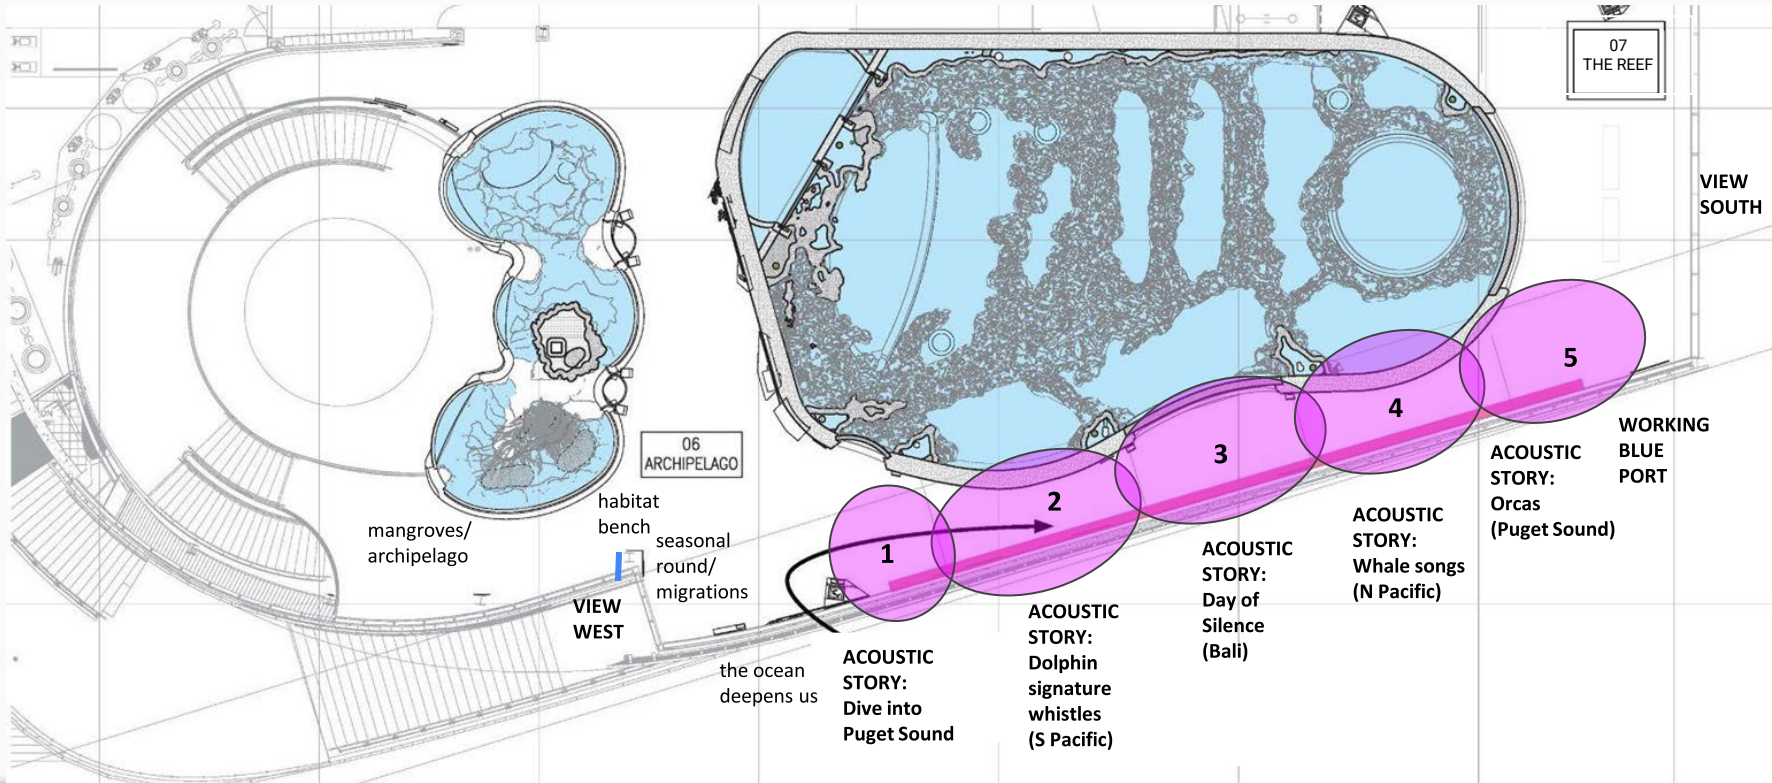 07
THE REEF
VIEW
SOUTH
06
ARCHIPELAGO
mangroves/
archipelago
habitat
bench
seasonal
round/
migrations
VIEW
WEST
the ocean
deepens us
1
2
3
4
5
ACOUSTIC
STORY:
Dive into
Puget Sound
ACOUSTIC
STORY:
Dolphin
signature
whistles
(S Pacific)
ACOUSTIC
STORY:
Day of
Silence
(Bali)
ACOUSTIC
STORY:
Whale songs
(N Pacific)
ACOUSTIC
STORY:
Orcas
(Puget Sound)
WORKING
BLUE
PORT